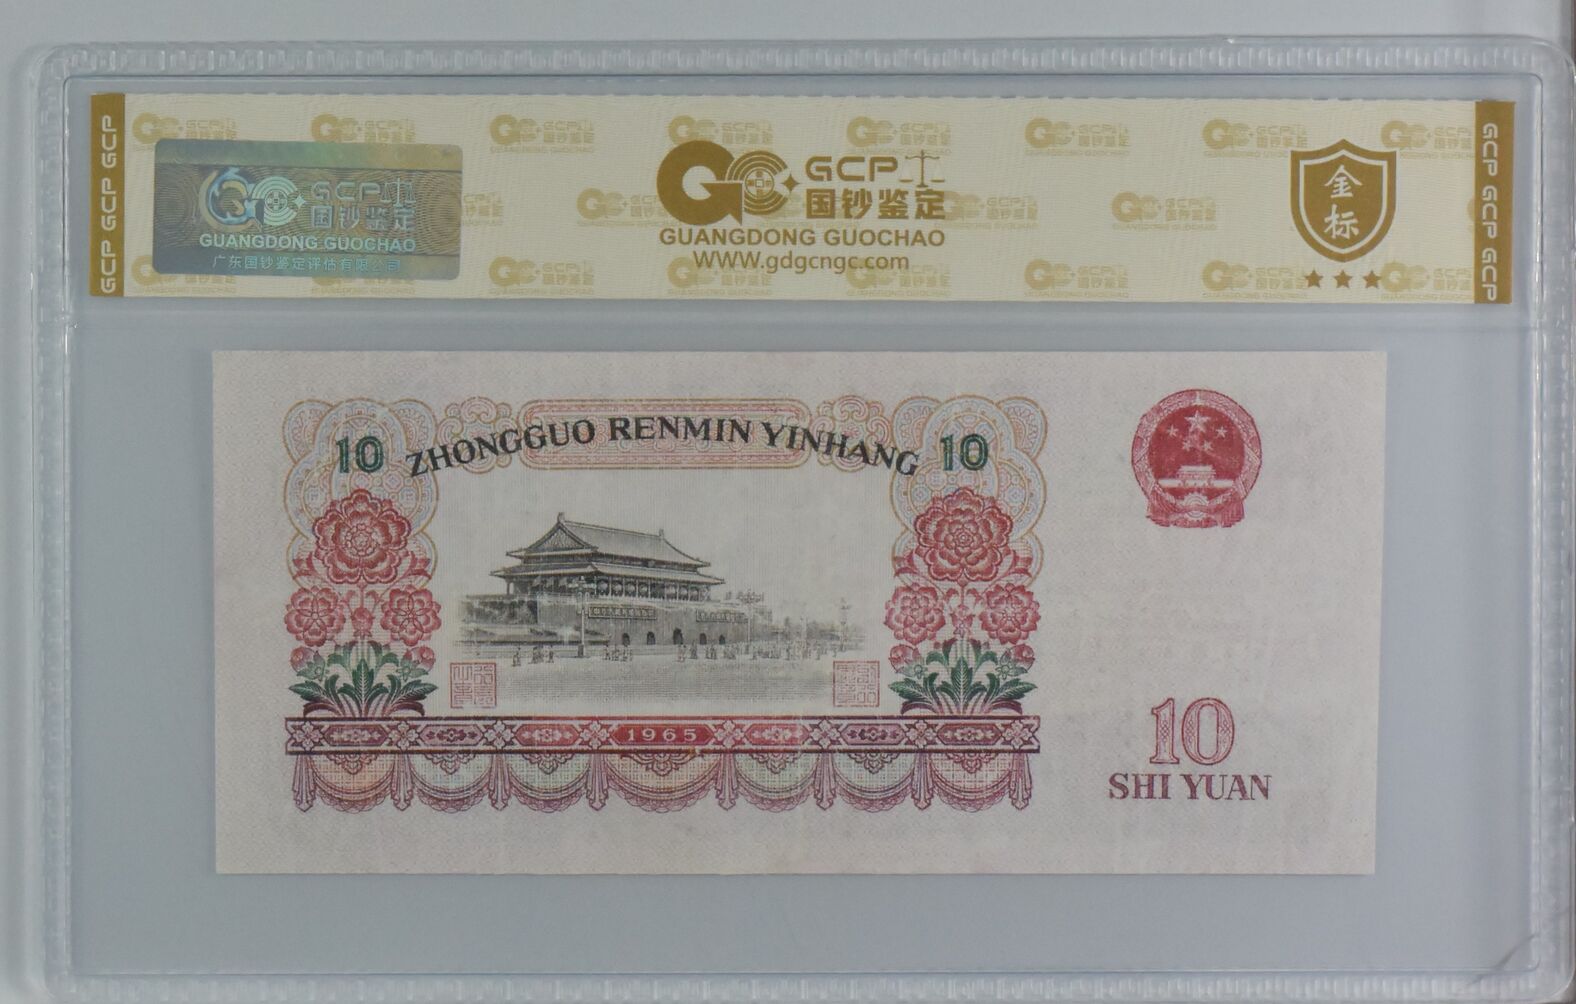 GCP GCP GCP
GCP
国钞鉴定
GUANGDONG GUOCHAO
广东国钞鉴定评估有限公司
GCP
国钞鉴定
GUANGDONG GUOCHAO
WWW.gdgcngc.com
金
标
GCP GCP GCP
10 ZHONGGUO RENMIN YINHANG 10
1965
10
SHI YUAN